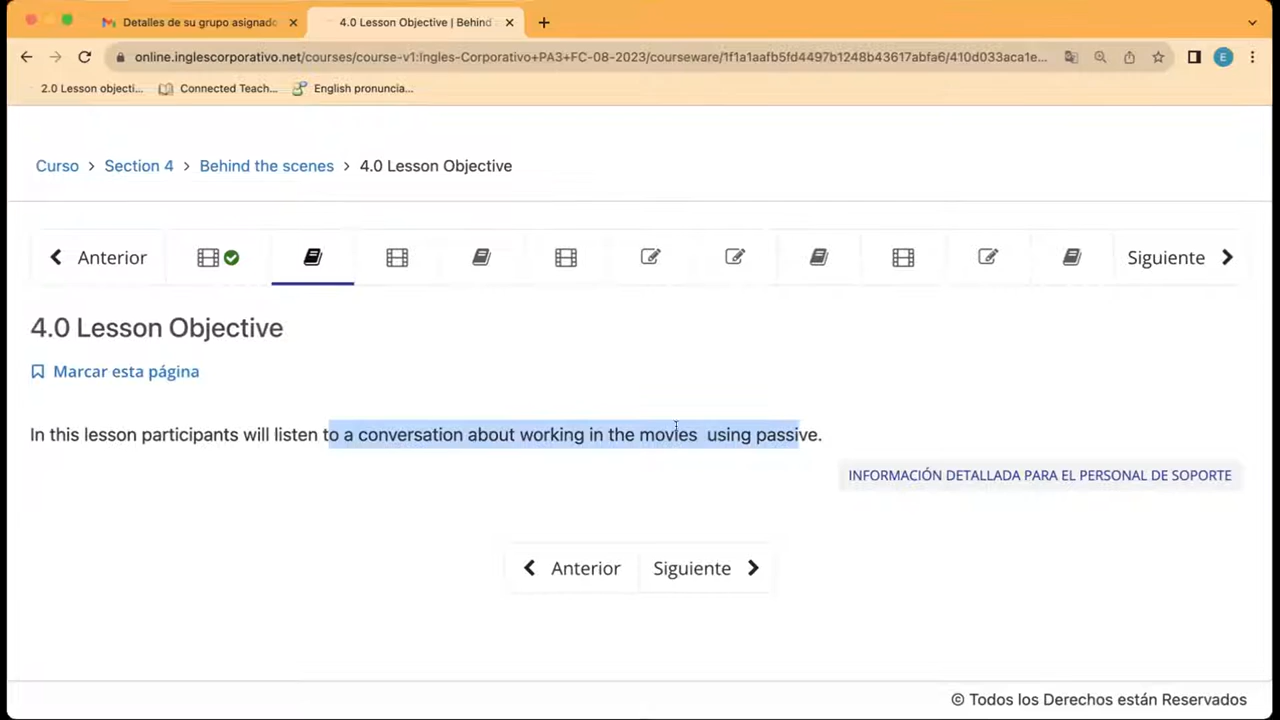 Detalles de su grupo asignado
4.0 Lesson Objective | Behind
online.inglescorporativo.net/courses/course-v1:Ingles-Corporativo+PA3+FC-08-2023/courseware/1f1a1aafb5fd4497b1248b43617abfa6/410d033aca1e...
E
2.0 Lesson objecti... Connected Teach... English pronuncia...
Curso > Section 4 > Behind the scenes > 4.0 Lesson Objective
Anterior
Siguiente
4.0 Lesson Objective
Marcar esta página
In this lesson participants will listen to a conversation about working in the movies using passive.
INFORMACIÓN DETALLADA PARA EL PERSONAL DE SOPORTE
Anterior Siguiente
© Todos los Derechos están Reservados